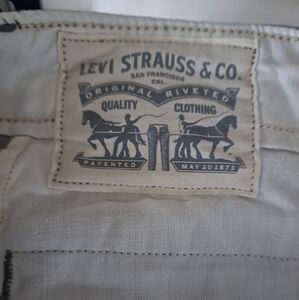 LEVI STRAUSS & CO.
SAN FRANCISCO
CAL.
ORIGINAL RIVETED
QUALITY CLOTHING
PATENTED MAY 20 1873